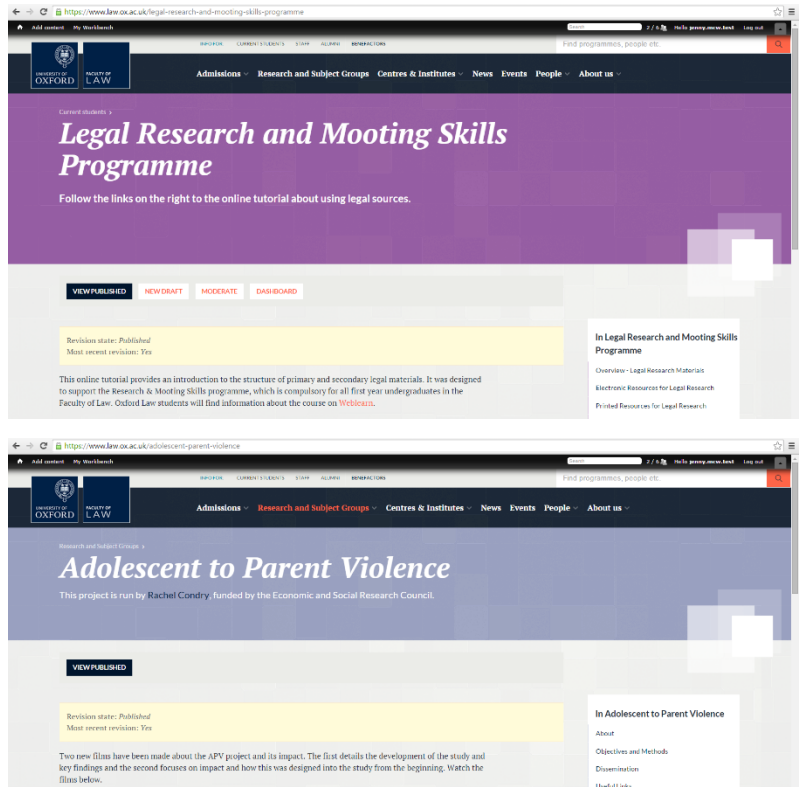 https://www.law.ox.ac.uk/legal-research-and-mooting-skills-programme
Add content My Workbench Search 2 / 6 Hello jenny.mcw.test Log out
INFO FOR: CURRENT STUDENTS STAFF ALUMNI BENEFACTORS Find programmes, people etc.
UNIVERSITY OF OXFORD FACULTY OF LAW
Admissions Research and Subject Groups Centres & Institutes News Events People About us
Current students ›
Legal Research and Mooting Skills
Programme
Follow the links on the right to the online tutorial about using legal sources.
VIEW PUBLISHED NEW DRAFT MODERATE DASHBOARD
Revision state: Published
Most recent revision: Yes
In Legal Research and Mooting Skills
Programme
Overview - Legal Research Materials
Electronic Resources for Legal Research
Printed Resources for Legal Research
This online tutorial provides an introduction to the structure of primary and secondary legal materials. It was designed
to support the Research & Mooting Skills programme, which is compulsory for all first year undergraduates in the
Faculty of Law. Oxford Law students will find information about the course on Weblearn.
https://www.law.ox.ac.uk/adolescent-parent-violence
Add content My Workbench Search 2 / 6 Hello jenny.mcw.test Log out
INFO FOR: CURRENT STUDENTS STAFF ALUMNI BENEFACTORS Find programmes, people etc.
UNIVERSITY OF OXFORD FACULTY OF LAW
Admissions Research and Subject Groups Centres & Institutes News Events People About us
Research and Subject Groups ›
Adolescent to Parent Violence
This project is run by Rachel Condry, funded by the Economic and Social Research Council.
VIEW PUBLISHED
Revision state: Published
Most recent revision: Yes
In Adolescent to Parent Violence
About
Objectives and Methods
Dissemination
Useful Links
Two new films have been made about the APV project and its impact. The first details the development of the study and
key findings and the second focuses on impact and how this was designed into the study from the beginning. Watch the
films below.